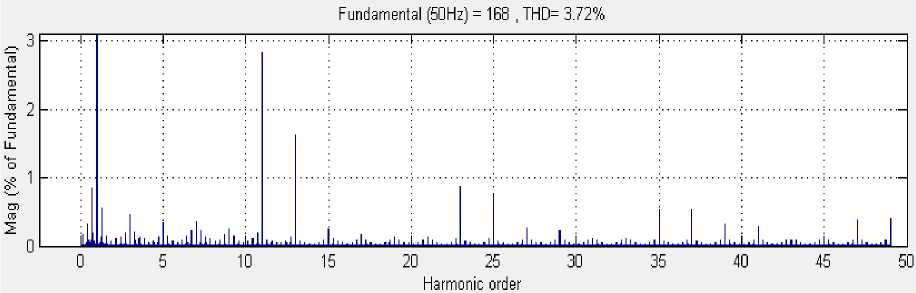 Fundamental (50Hz) = 168 , THD= 3.72%
Mag (% of Fundamental)
3
2
1
0
0 5 10 15 20 25 30 35 40 45 50
Harmonic order